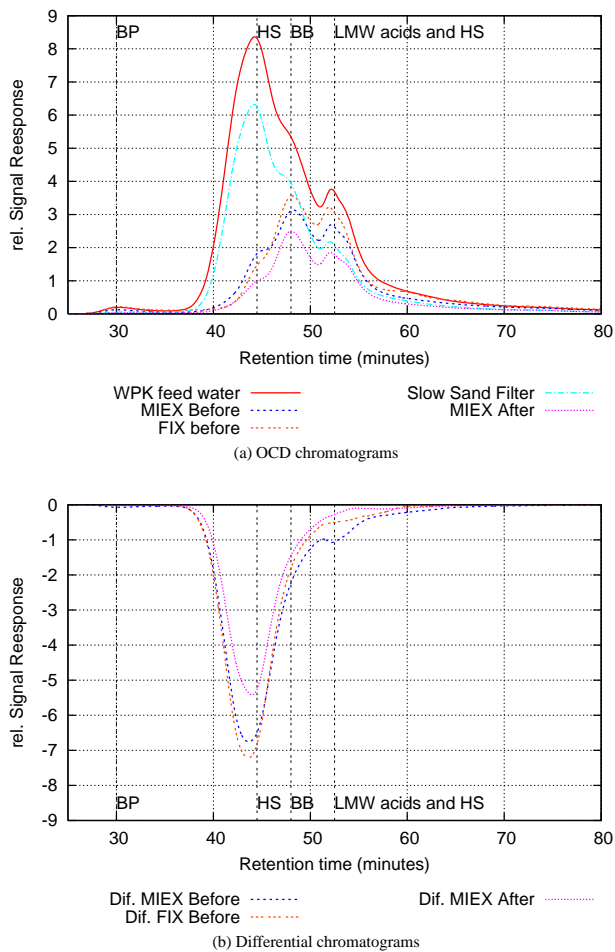 9
8
7
6
5
4
3
2
1
0
rel. Signal Reesponse
BP
HS
BB
LMW acids and HS
30 40 50 60 70 80
Retention time (minutes)
WPK feed water
MIEX Before
FIX before
Slow Sand Filter
MIEX After
(a) OCD chromatograms
0
-1
-2
-3
-4
-5
-6
-7
-8
-9
rel. Signal Reesponse
BP
HS
BB
LMW acids and HS
30 40 50 60 70 80
Retention time (minutes)
Dif. MIEX Before
Dif. FIX Before
Dif. MIEX After
(b) Differential chromatograms